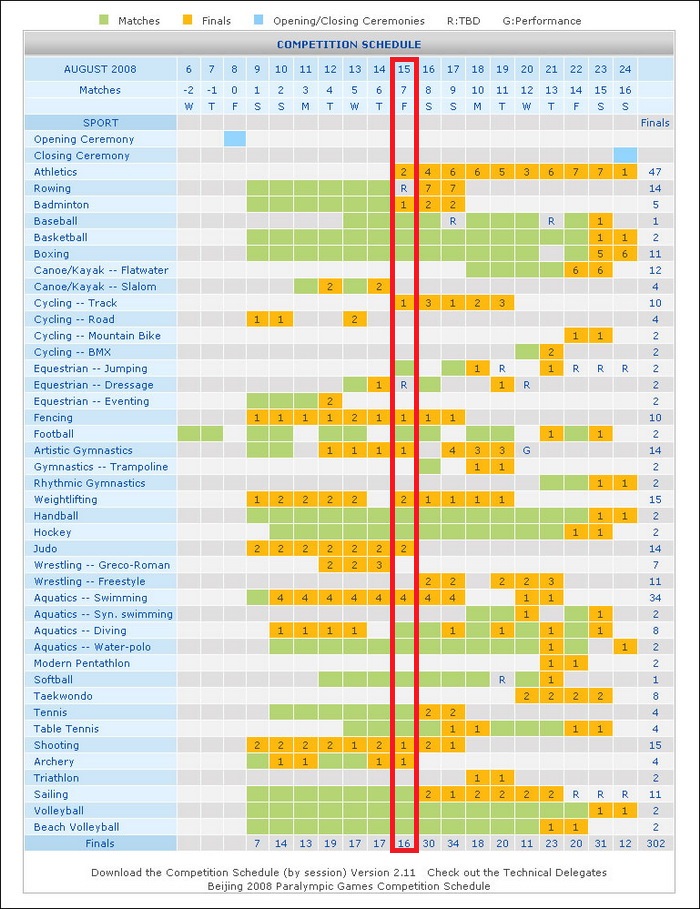 Matches Finals Opening/Closing Ceremonies R:TBD G:Performance
COMPETITION SCHEDULE
AUGUST 2008 6 7 8 9 10 11 12 13 14 15 16 17 18 19 20 21 22 23 24
Matches -2 -1 0 1 2 3 4 5 6 7 8 9 10 11 12 13 14 15 16
W T F S S M T W T F S S M T W T F S S
SPORT Finals
Opening Ceremony
Closing Ceremony
Athletics 2 4 6 6 5 3 6 7 7 1 47
Rowing R 7 7 14
Badminton 1 2 2 5
Baseball R R 1 1
Basketball 1 1 2
Boxing 5 6 11
Canoe/Kayak -- Flatwater 6 6 12
Canoe/Kayak -- Slalom 2 2 4
Cycling -- Track 1 3 1 2 3 10
Cycling -- Road 1 1 2 4
Cycling -- Mountain Bike 1 1 2
Cycling -- BMX 2 2
Equestrian -- Jumping 1 R 1 R R R 2
Equestrian -- Dressage 1 R 1 R 2
Equestrian -- Eventing 2 2
Fencing 1 1 1 1 2 1 1 1 1 10
Football 1 1 2
Artistic Gymnastics 1 1 1 1 4 3 3 G 14
Gymnastics -- Trampoline 1 1 2
Rhythmic Gymnastics 1 1 2
Weightlifting 1 2 2 2 2 2 1 1 1 1 15
Handball 1 1 2
Hockey 1 1 2
Judo 2 2 2 2 2 2 2 14
Wrestling -- Greco-Roman 2 2 3 7
Wrestling -- Freestyle 2 2 2 2 3 11
Aquatics -- Swimming 4 4 4 4 4 4 4 4 1 1 34
Aquatics -- Syn. swimming 1 1 2
Aquatics -- Diving 1 1 1 1 1 1 1 1 8
Aquatics -- Water-polo 1 1 2
Modern Pentathlon 1 1 2
Softball R 1 1
Taekwondo 2 2 2 2 8
Tennis 2 2 4
Table Tennis 1 1 1 1 4
Shooting 2 2 2 2 1 2 1 2 1 15
Archery 1 1 1 1 4
Triathlon 1 1 2
Sailing 2 1 2 2 2 2 R R R 11
Volleyball 1 1 2
Beach Volleyball 1 1 2
Finals 7 14 13 19 17 17 16 30 34 18 20 11 23 20 31 12 302
Download the Competition Schedule (by session) Version 2.11 Check out the Technical Delegates
Beijing 2008 Paralympic Games Competition Schedule